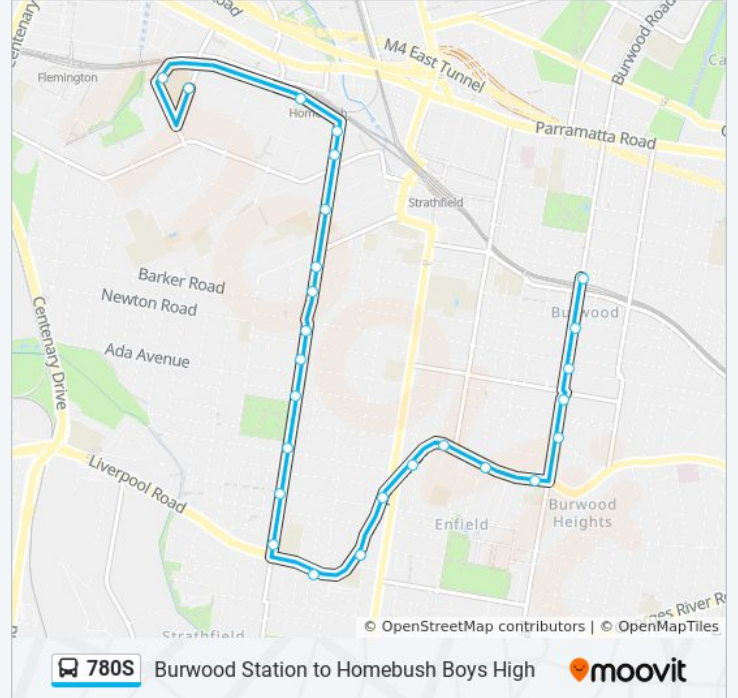 Centenary
Road
Burwood Road
M4 East Tunnel
Flemington
Parramatta Road
Strathfield
Barker Road
Newton Road
Burwood
Centenary Drive
Ada Avenue
Liverpool Road
Burwood
Heights
Enfield
Strathfield
© OpenStreetMap contributors | © OpenMapTiles
780S Burwood Station to Homebush Boys High
moovit